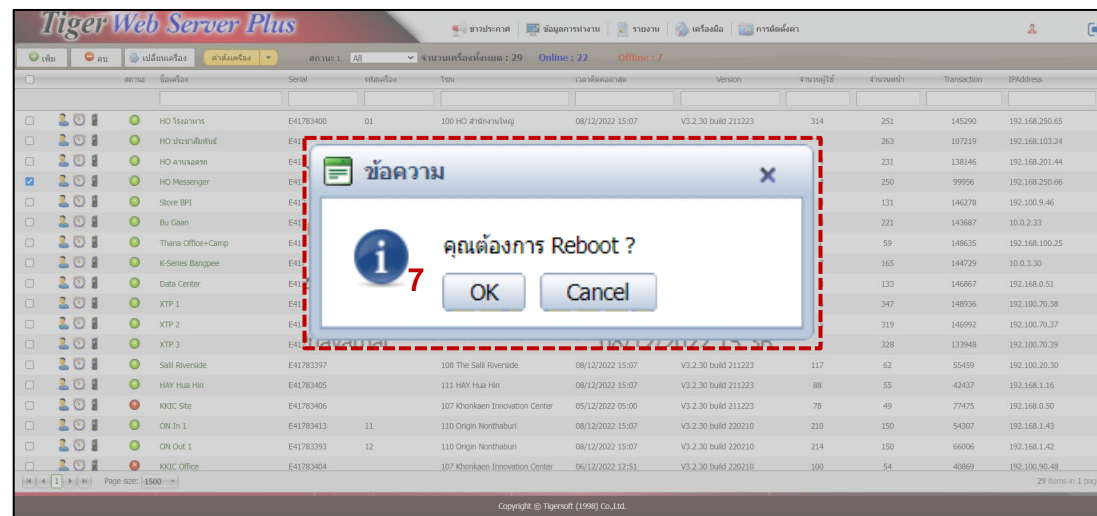 Tiger Web Server Plus
ข่าวประกาศ ข้อมูลการทำงาน รายงาน เครื่องมือ การตั้งค่า
เพิ่ม ลบ เปลี่ยนเครื่อง คำสั่งเครื่อง สถานะ : All จำนวนเครื่องทั้งหมด : 29 Online : 22 Offline : 7
สถานะ ชื่อเครื่อง Serial รหัสเครื่อง โซน เวลาติดต่อล่าสุด Version จำนวนผู้ใช้ จำนวนหน้า Transaction IPAddress
HO โรงอาหาร E41783400 01 100 HO สำนักงานใหญ่ 08/12/2022 15:07 V3.2.30 build 211223 314 251 145290 192.168.250.65
HO ประชาสัมพันธ์ 263 107219 192.168.103.24
HO ลานจอดรถ 231 138146 192.168.201.44
HO Messenger 250 99956 192.168.250.66
Store BPI 131 146278 192.100.9.46
Bu Gaan 221 143687 10.0.2.33
Thana Office+Camp 59 148635 192.168.100.25
K-Series Bangpee 165 144729 10.0.3.30
Data Center 133 146867 192.168.0.51
XTP 1 347 148936 192.100.70.38
XTP 2 319 146992 192.100.70.37
XTP 3 328 133948 192.100.70.39
ข้อความ
คุณต้องการ Reboot ?
7
OK Cancel
Salil Riverside E41783397 108 The Salil Riverside 08/12/2022 15:07 V3.2.30 build 211223 117 62 55459 192.100.20.30
HAY Hua Hin E41783405 111 HAY Hua Hin 08/12/2022 15:07 V3.2.30 build 211223 88 55 42437 192.168.1.16
KKIC Site E41783406 107 Khonkaen Innovation Center 05/12/2022 05:00 V3.2.30 build 211223 78 49 77475 192.168.0.50
ON In 1 E41783413 11 110 Origin Nonthaburi 08/12/2022 15:07 V3.2.30 build 220210 210 150 54307 192.168.1.43
ON Out 1 E41783393 12 110 Origin Nonthaburi 08/12/2022 15:07 V3.2.30 build 220210 214 150 66006 192.168.1.42
KKIC Office E41783404 107 Khonkaen Innovation Center 06/12/2022 12:51 V3.2.30 build 220210 100 54 40869 192.100.90.48
1 Page size: 1500 29 items in 1 pag
Copyright © Tigersoft (1998) Co.,Ltd.